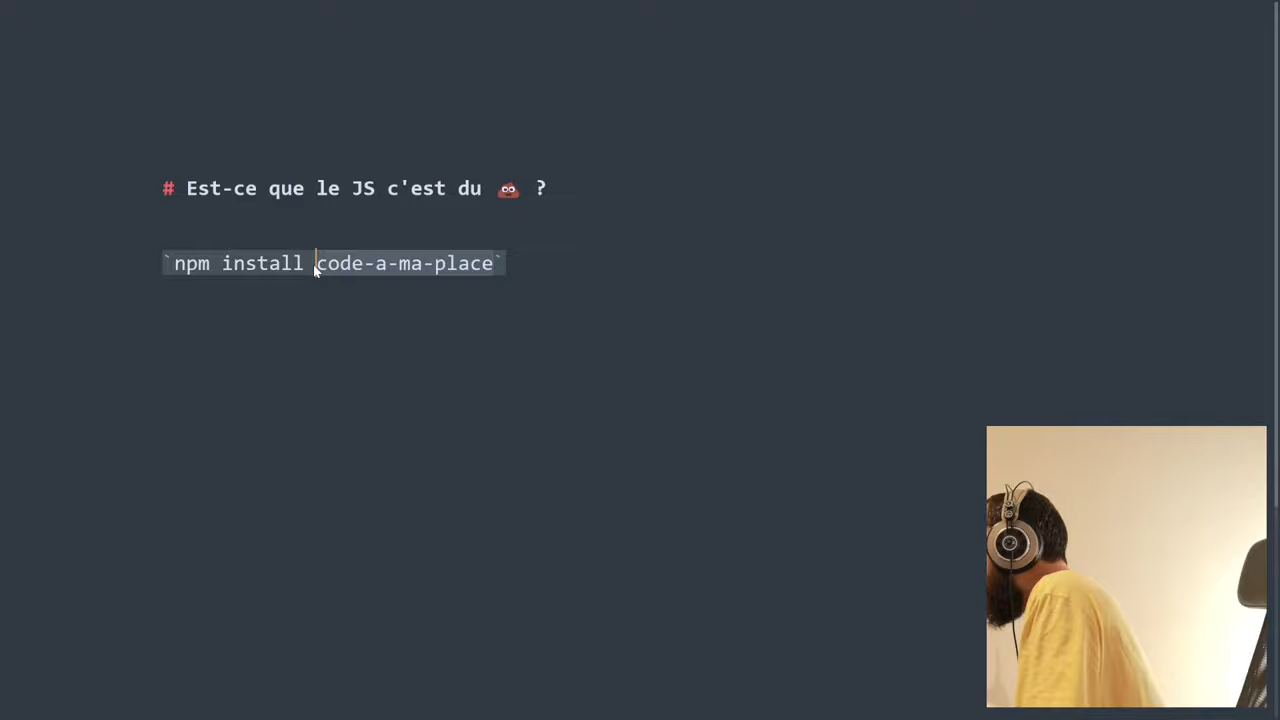 # Est-ce que le JS c'est du 💩 ?
`npm install code-a-ma-place`